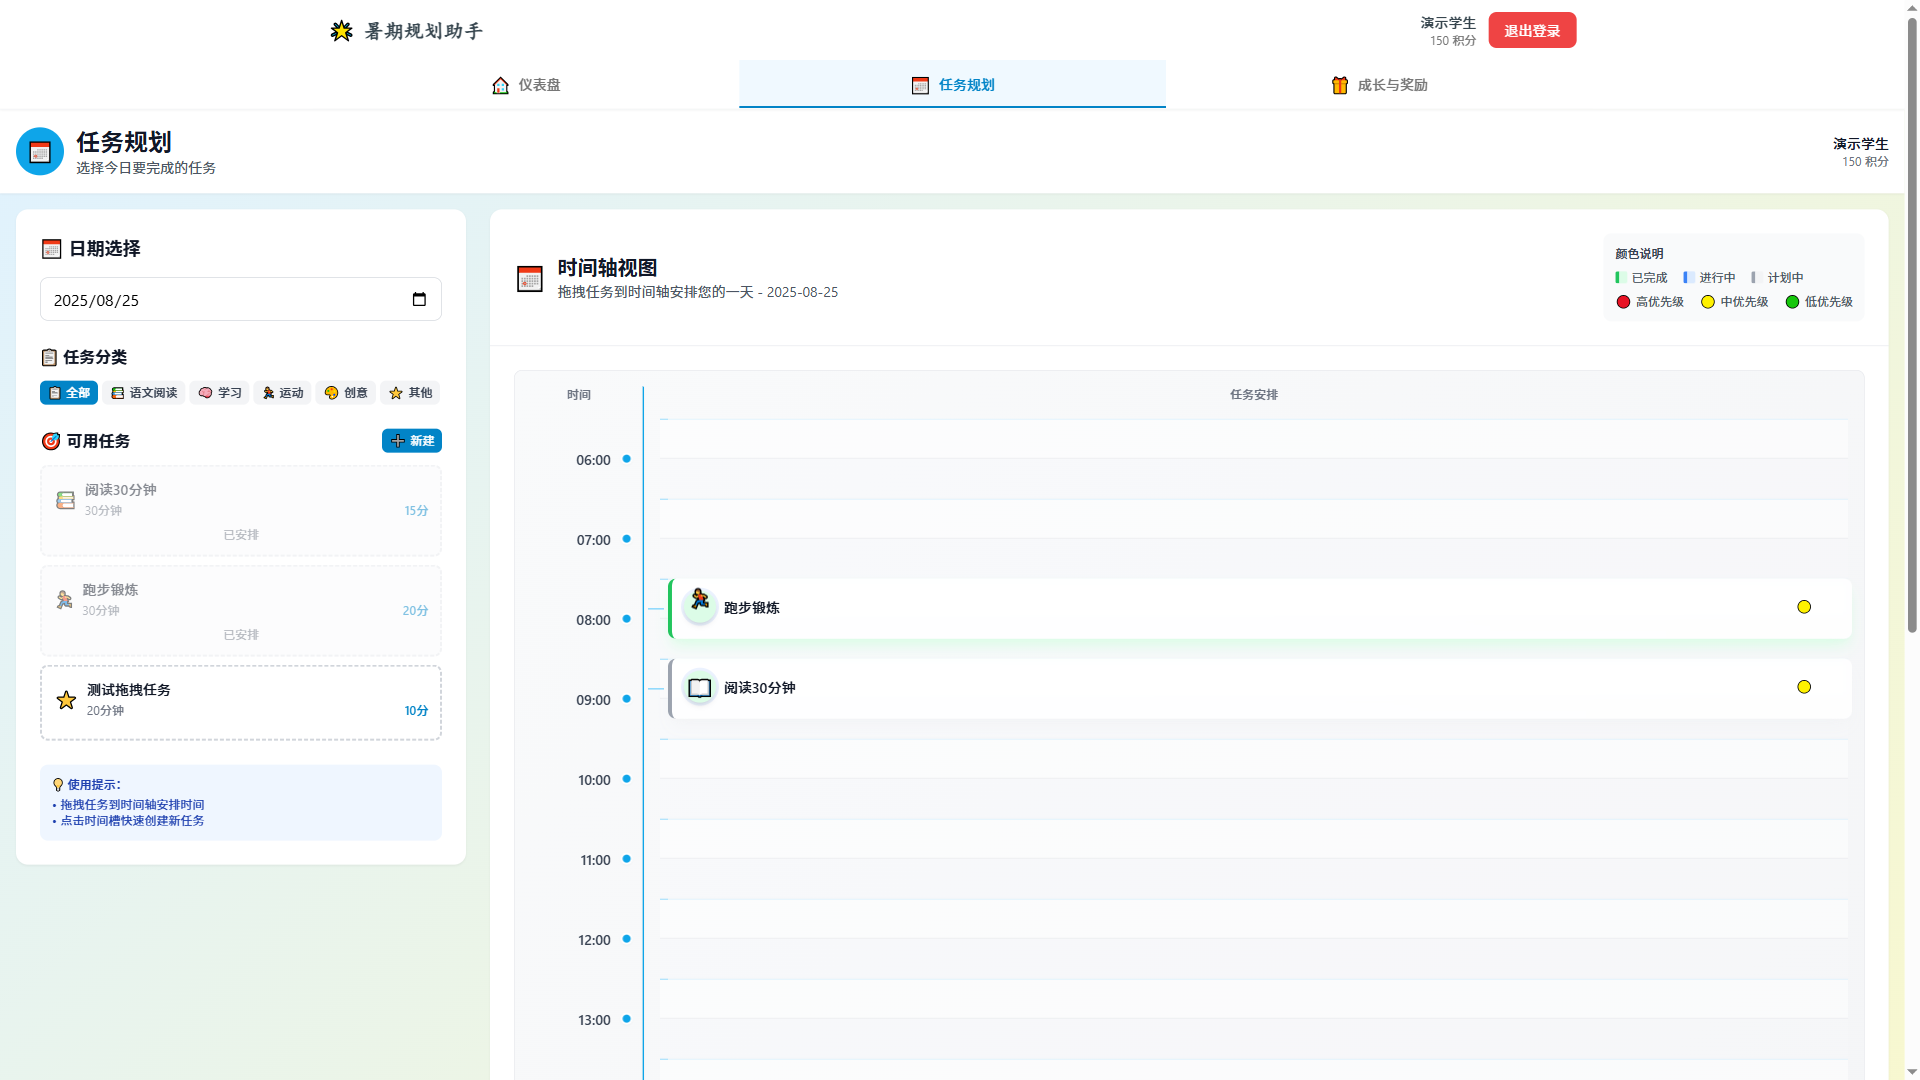 暑期规划助手
演示学生
150 积分
退出登录
仪表盘
任务规划
成长与奖励
任务规划
选择今日要完成的任务
演示学生
150 积分
日期选择
2025/08/25
任务分类
全部
语文阅读
学习
运动
创意
其他
可用任务
新建
阅读30分钟
30分钟
15分
已安排
跑步锻炼
30分钟
20分
已安排
测试拖拽任务
20分钟
10分
使用提示：
• 拖拽任务到时间轴安排时间
• 点击时间槽快速创建新任务
时间轴视图
拖拽任务到时间轴安排您的一天 - 2025-08-25
颜色说明
已完成
进行中
计划中
高优先级
中优先级
低优先级
时间
任务安排
06:00
07:00
08:00
跑步锻炼
09:00
阅读30分钟
10:00
11:00
12:00
13:00